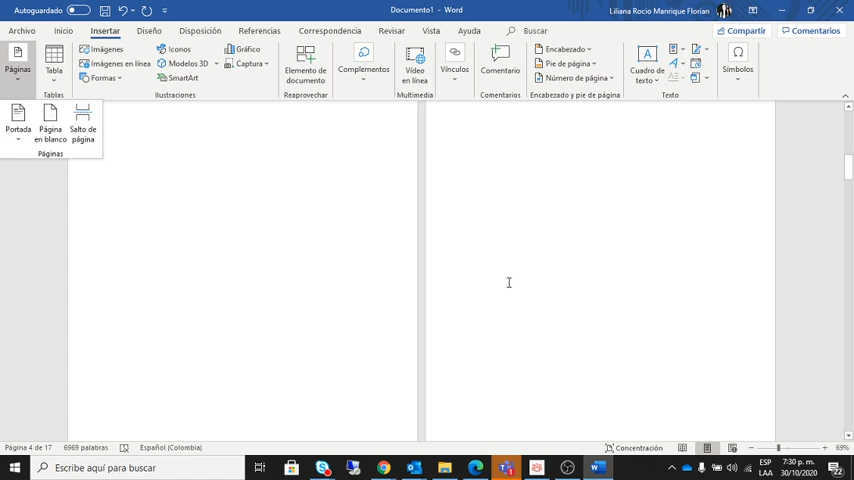 Autoguardado
Documento1 - Word
Liliana Rocio Manrique Florian
Archivo Inicio Insertar Diseño Disposición Referencias Correspondencia Revisar Vista Ayuda Buscar Compartir Comentarios
Páginas
Tabla
Tablas
Imágenes
Imágenes en línea
Formas
Iconos
Modelos 3D
SmartArt
Gráfico
Captura
Ilustraciones
Elemento de
documento
Reaprovechar
Complementos
Vídeo
en línea
Multimedia
Vínculos
Comentario
Comentarios
Encabezado
Pie de página
Número de página
Encabezado y pie de página
Cuadro de
texto
Texto
Símbolos
Portada
Página
en blanco
Salto de
página
Páginas
Página 4 de 17 6969 palabras Español (Colombia) Concentración 69%
Escribe aquí para buscar
ESP
LAA
7:30 p. m.
30/10/2020
22